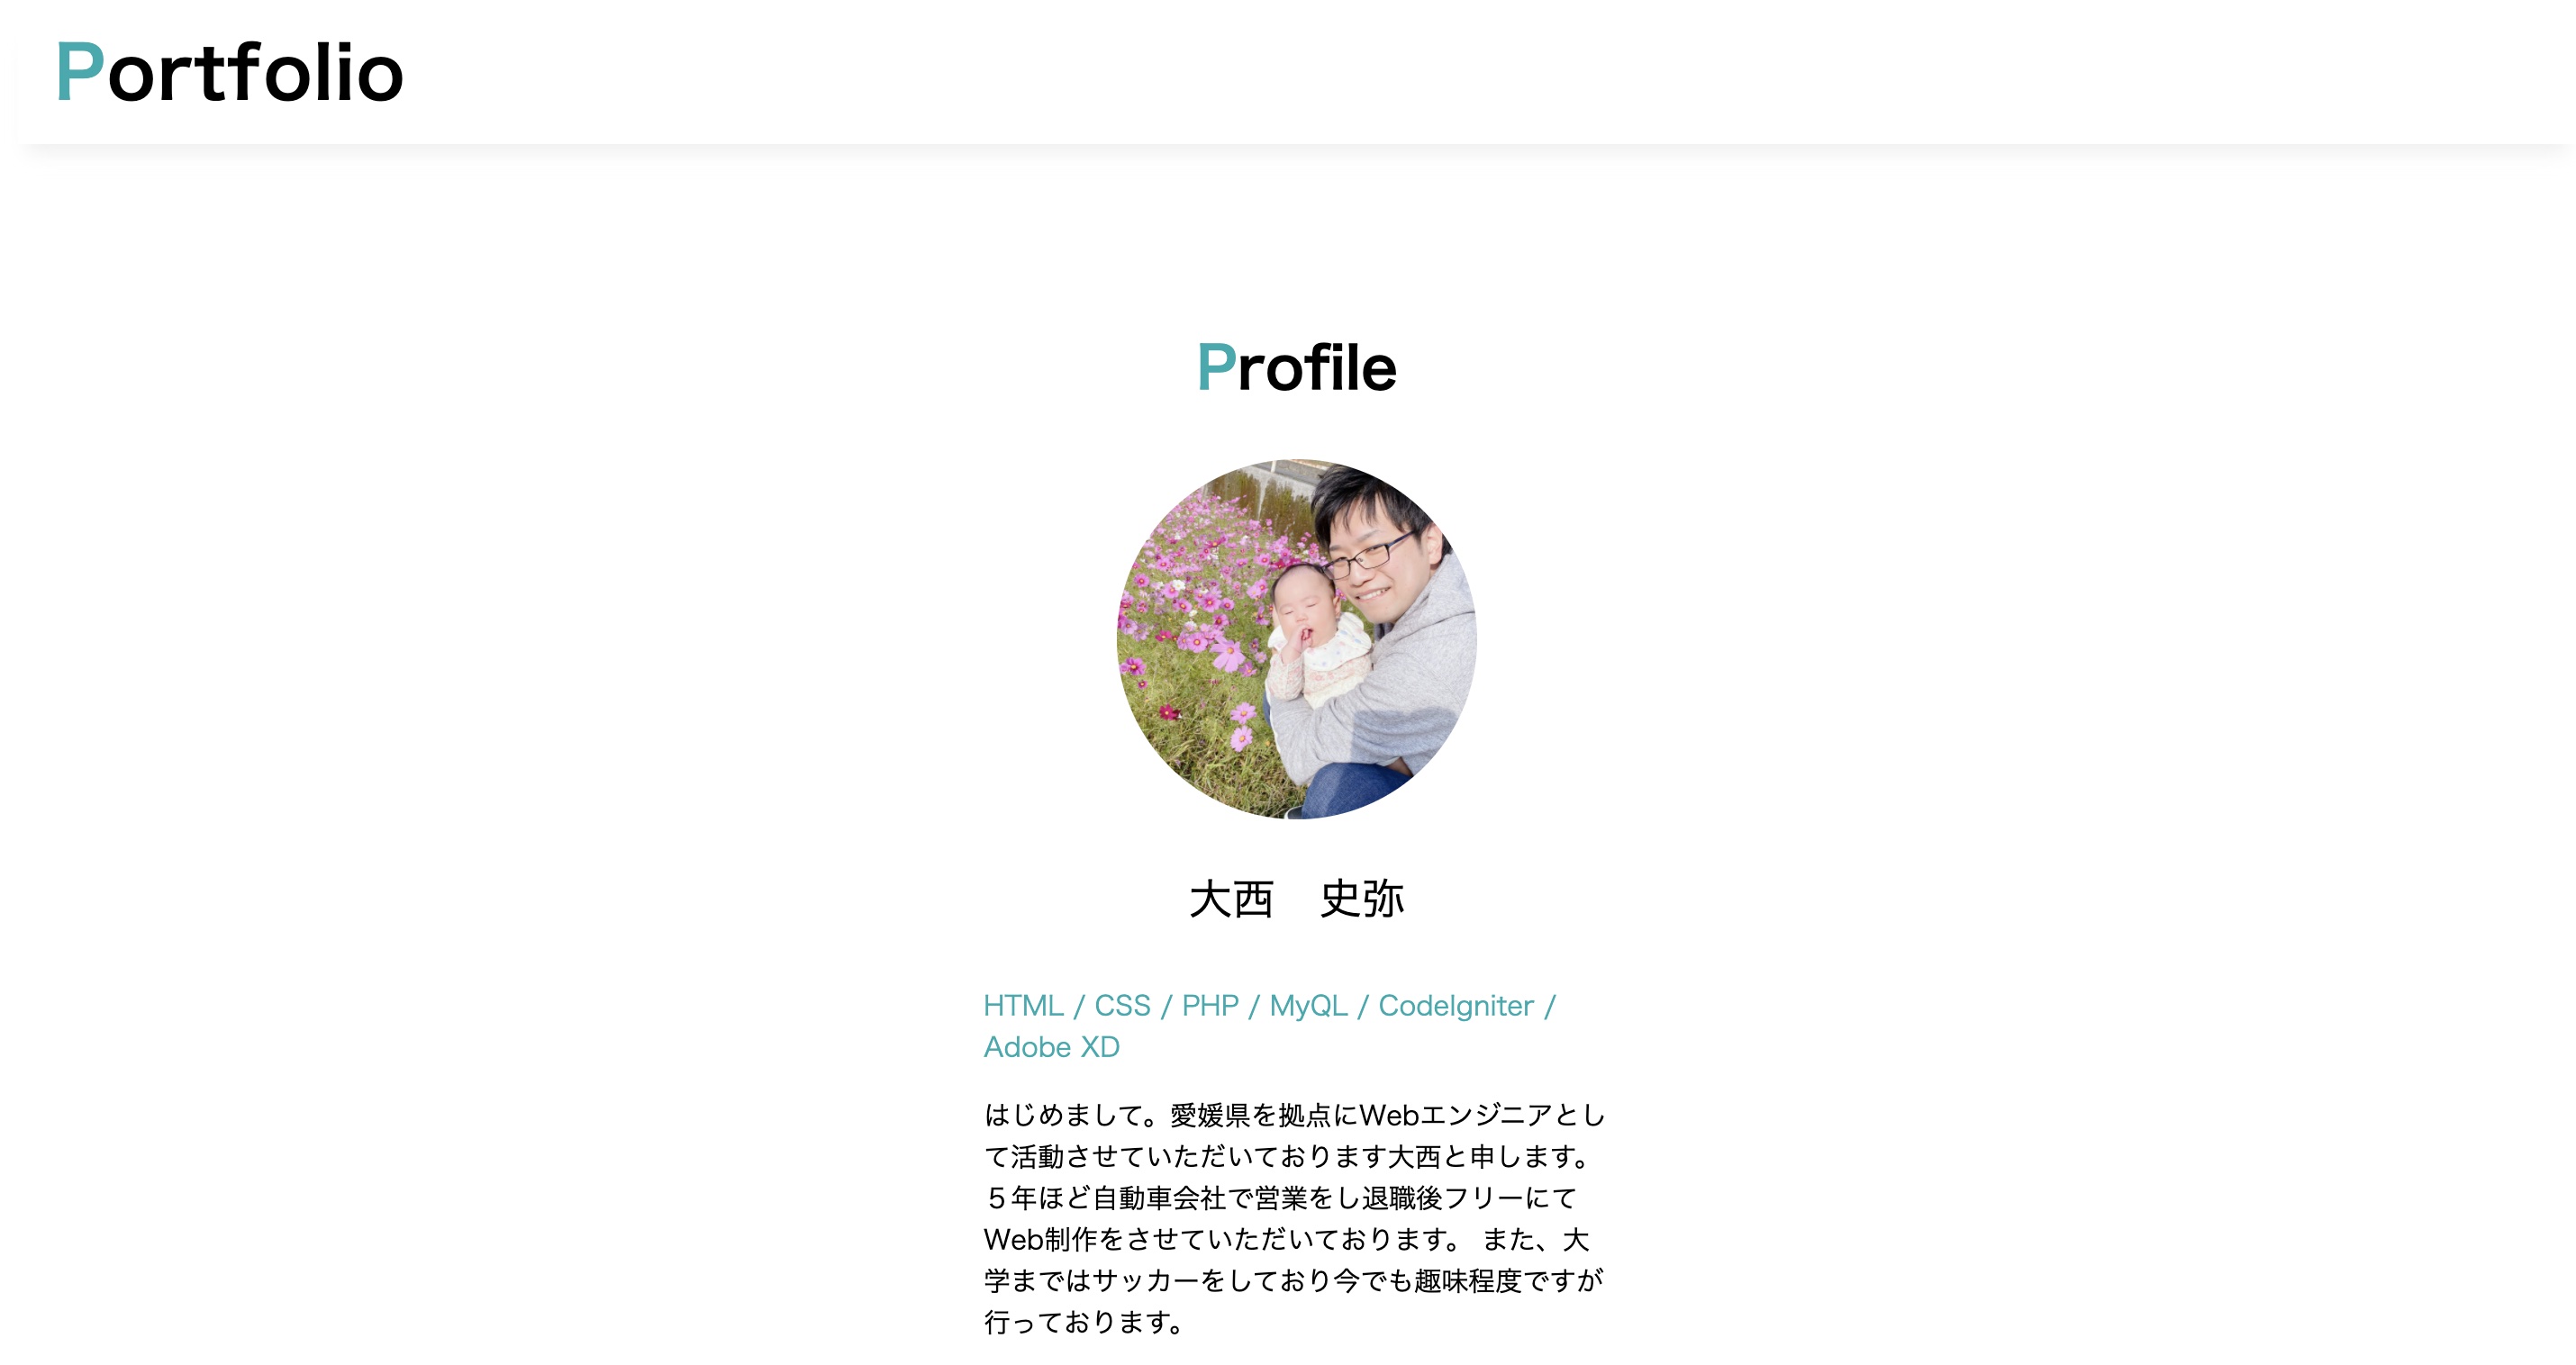 Portfolio
Profile
大西　史弥
HTML / CSS / PHP / MyQL / CodeIgniter /
Adobe XD
はじめまして。愛媛県を拠点にWebエンジニアとし
て活動させていただいております大西と申します。
５年ほど自動車会社で営業をし退職後フリーにて
Web制作をさせていただいております。 また、大
学まではサッカーをしており今でも趣味程度ですが
行っております。